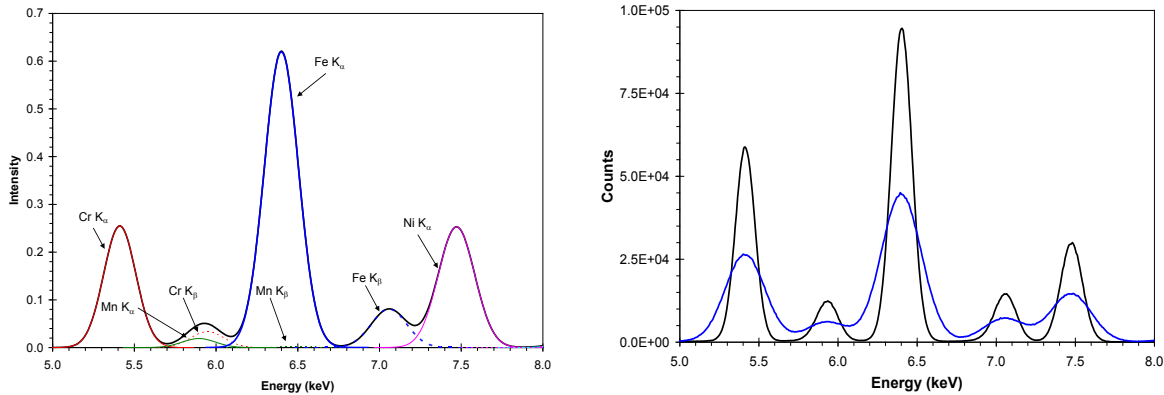 0.7
0.6
0.5
0.4
0.3
0.2
0.1
0.0
Intensity
5.0 5.5 6.0 6.5 7.0 7.5 8.0
Energy (keV)
Fe Kα
Cr Kα
Ni Kα
Cr Kβ
Mn Kα
Mn Kβ
Fe Kβ
1.0E+05
7.5E+04
5.0E+04
2.5E+04
0.0E+00
Counts
5.0 5.5 6.0 6.5 7.0 7.5 8.0
Energy (keV)